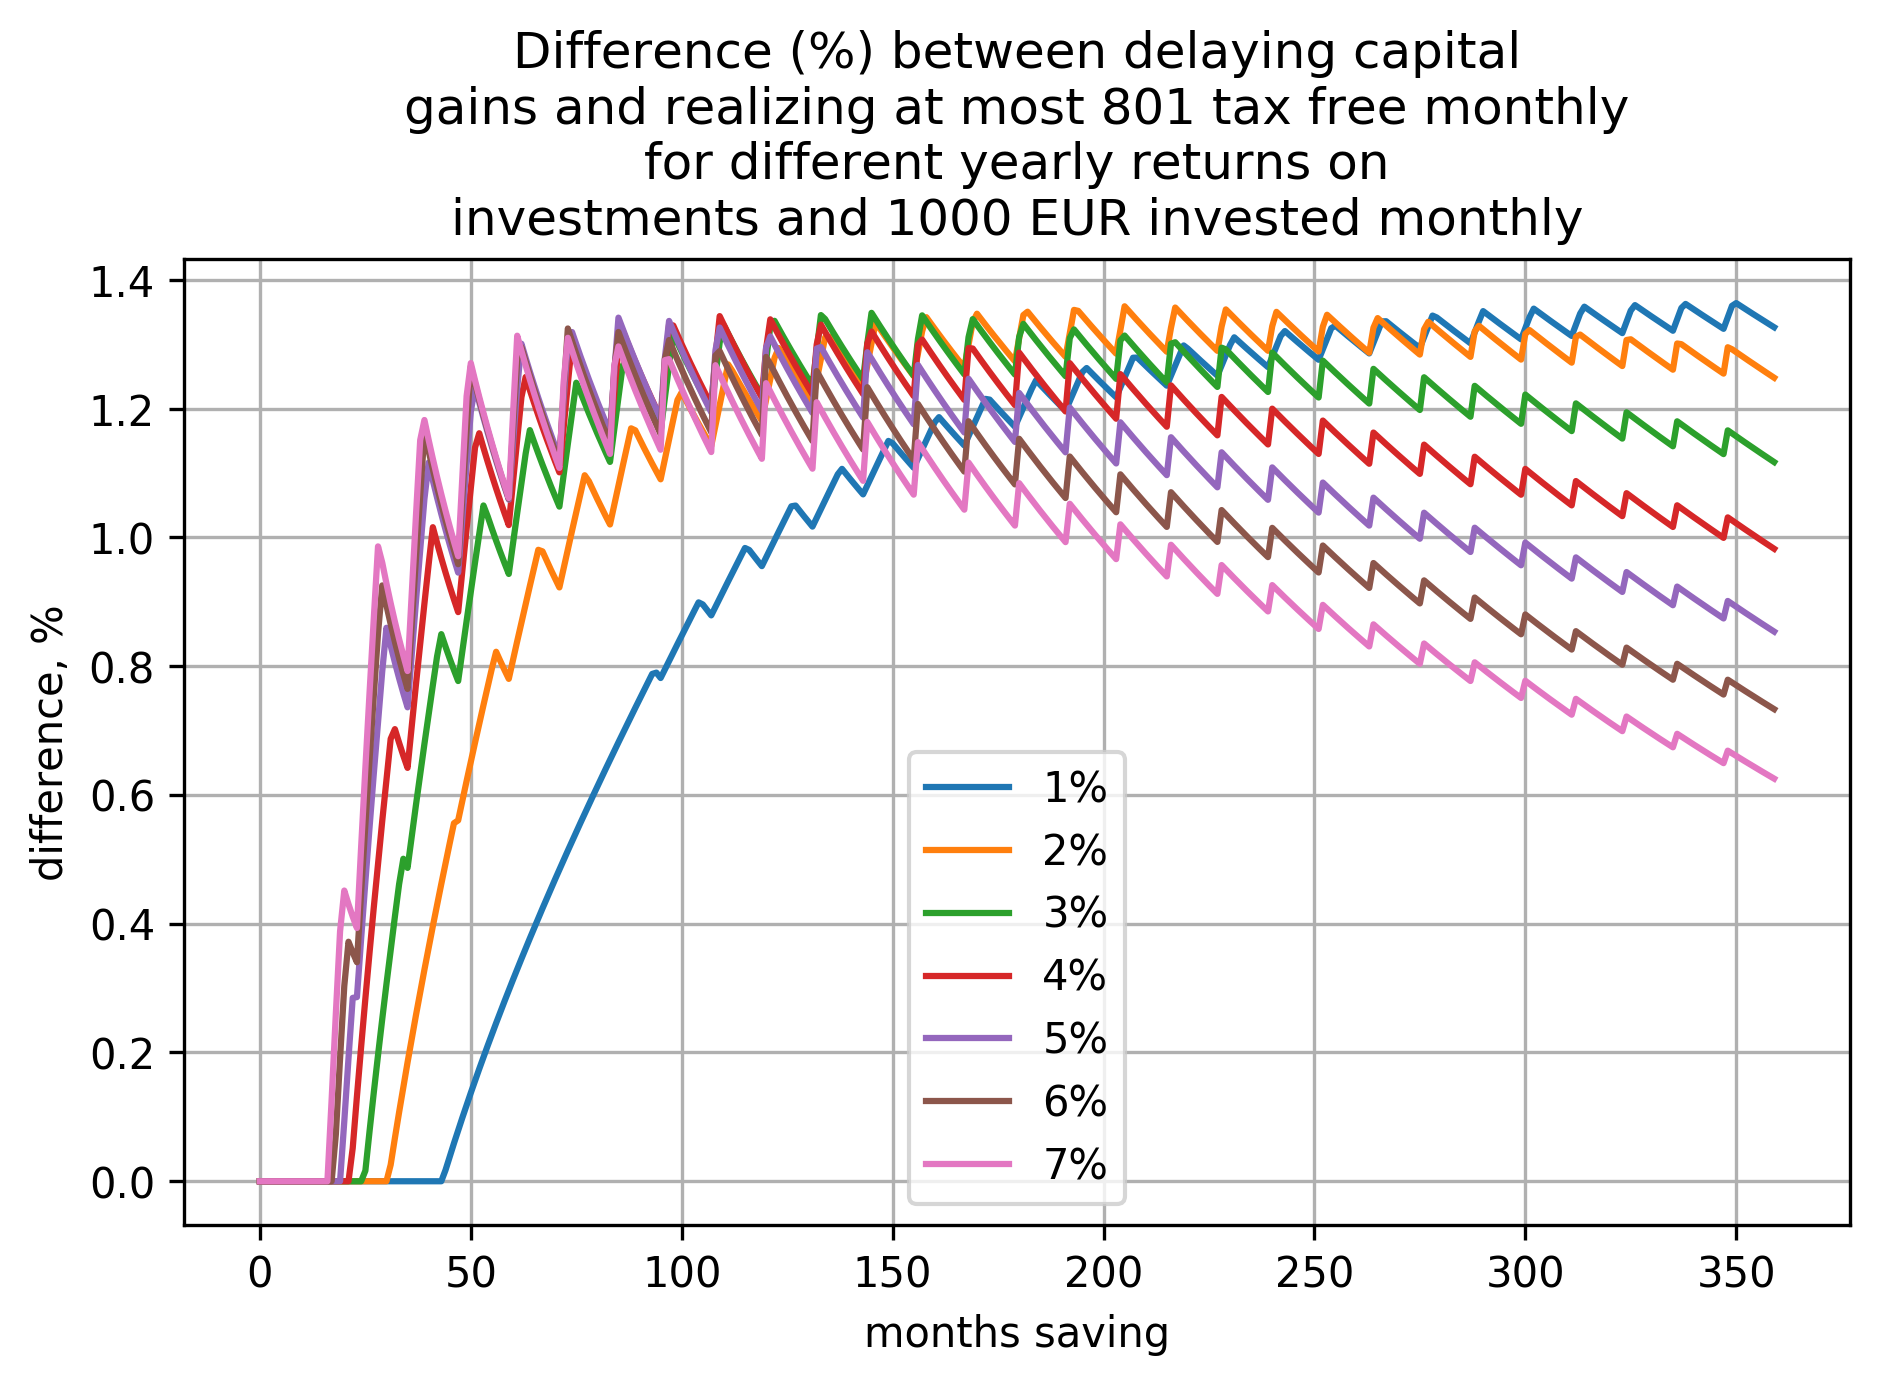 Difference (%) between delaying capital
gains and realizing at most 801 tax free monthly
for different yearly returns on
investments and 1000 EUR invested monthly
difference, %
1.4
1.2
1.0
0.8
0.6
0.4
0.2
0.0
1%
2%
3%
4%
5%
6%
7%
0 50 100 150 200 250 300 350
months saving